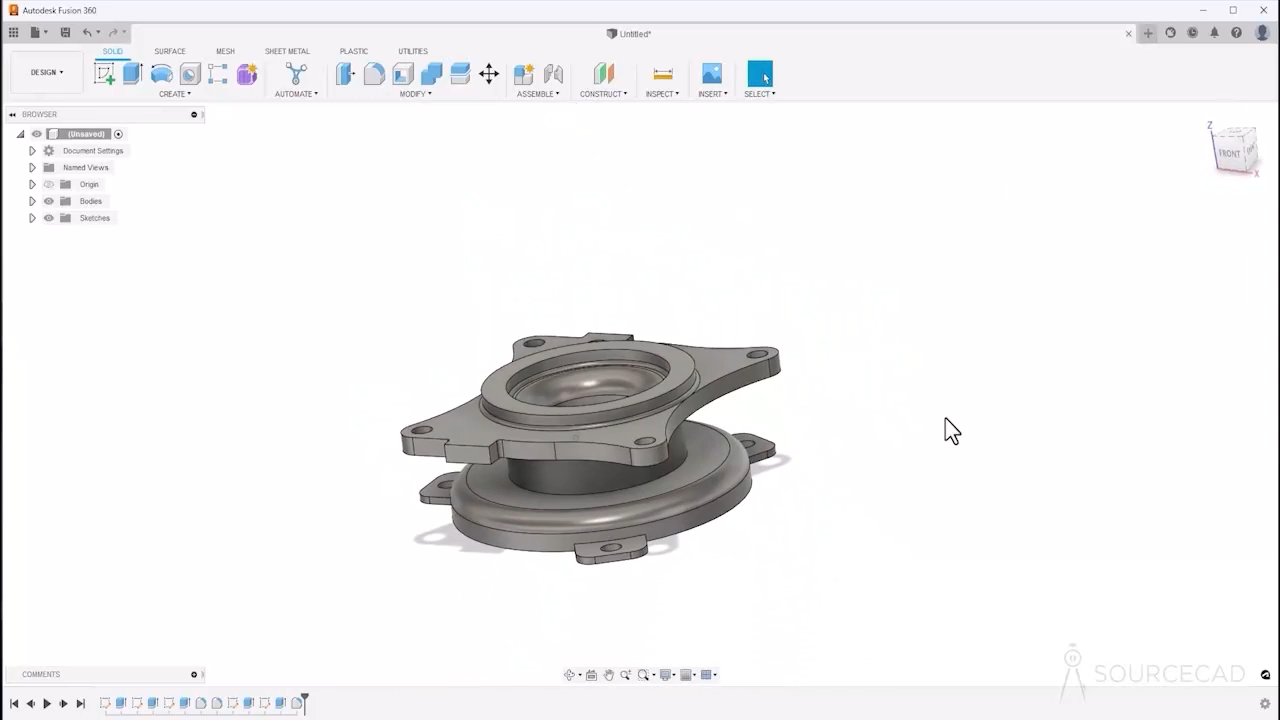 Autodesk Fusion 360
Untitled*
SOLID SURFACE MESH SHEET METAL PLASTIC UTILITIES
DESIGN
CREATE AUTOMATE MODIFY ASSEMBLE CONSTRUCT INSPECT INSERT SELECT
BROWSER
(Unsaved)
Document Settings
Named Views
Origin
Bodies
Sketches
Z
FRONT
X
COMMENTS
SOURCECAD